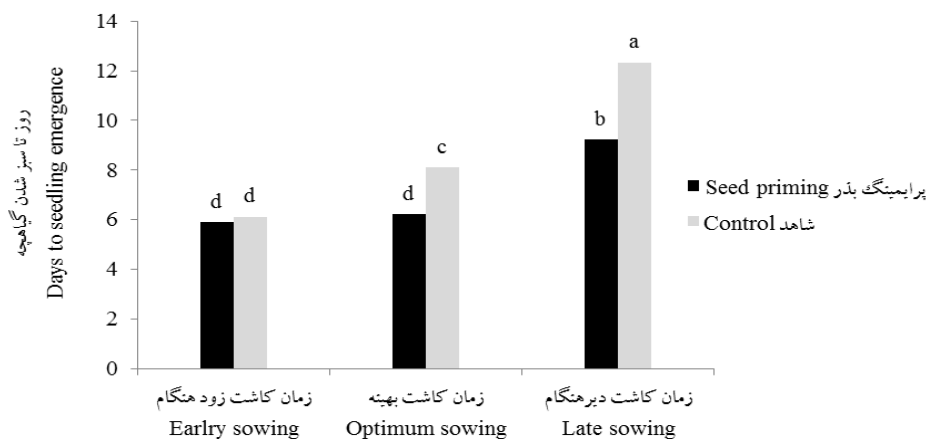 روز تا سبز شدن گیاهچه
Days to seedling emergence
14
12
10
8
6
4
2
0
d
d
d
c
b
a
Seed priming پرایمینگ بذر
Control شاهد
زمان کاشت زود هنگام
Earlry sowing
زمان کاشت بهینه
Optimum sowing
زمان کاشت دیرهنگام
Late sowing